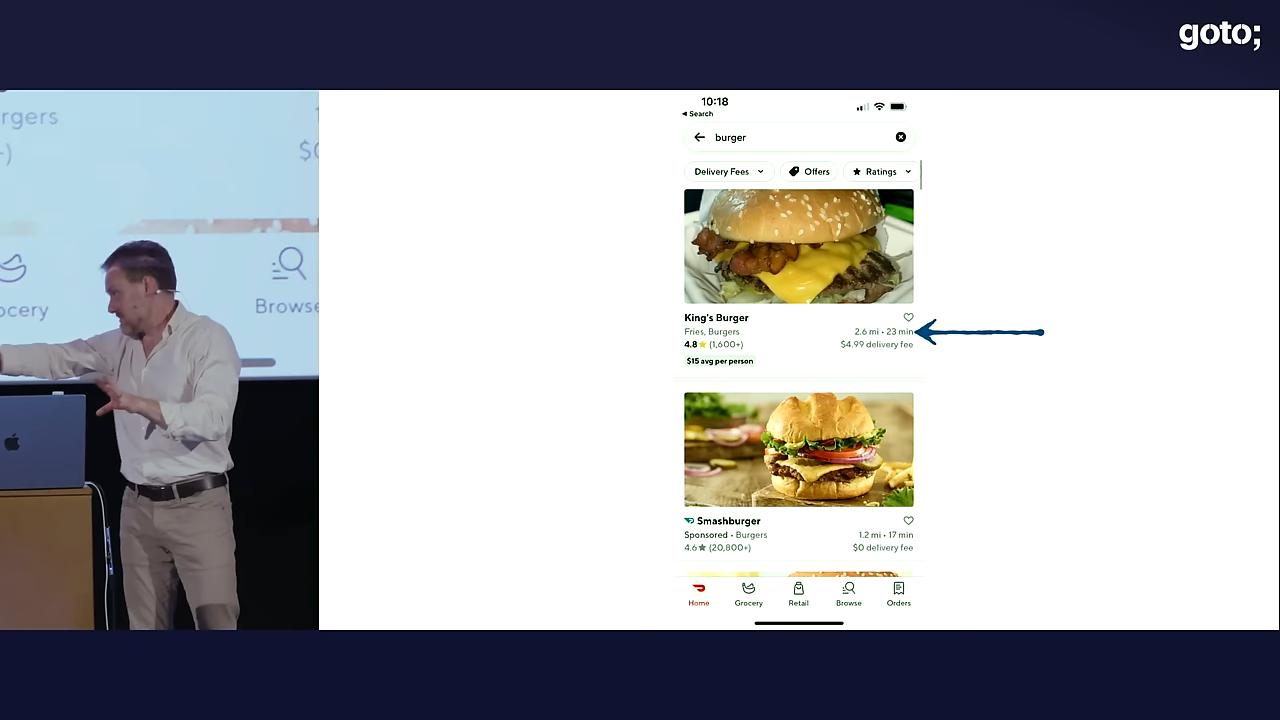 goto;
rgers
ocery
Browse
10:18
Search
burger
Delivery Fees
Offers
Ratings
King's Burger
Fries, Burgers
2.6 mi • 23 min
4.8 (1,600+)
$4.99 delivery fee
$15 avg per person
Smashburger
Sponsored • Burgers
1.2 mi • 17 min
4.6 (20,800+)
$0 delivery fee
Home
Grocery
Retail
Browse
Orders